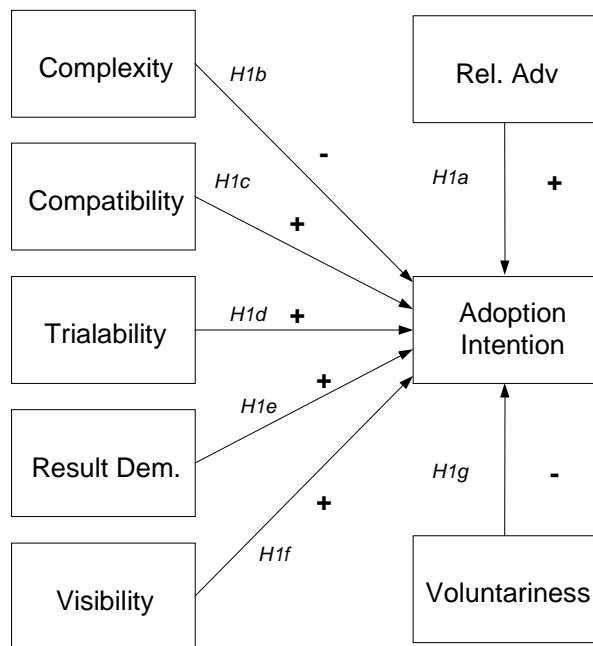 Complexity
H1b
-
Rel. Adv
H1a
+
Compatibility
H1c
+
Trialability
H1d
+
Adoption
Intention
Result Dem.
H1e
+
Visibility
H1f
+
H1g
-
Voluntariness